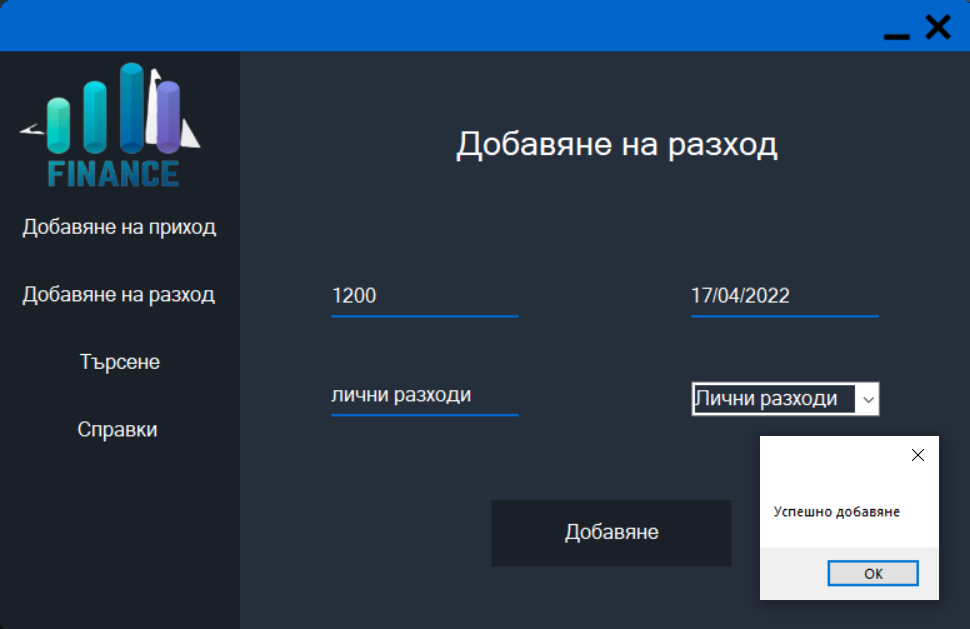 FINANCE
Добавяне на приход
Добавяне на разход
Търсене
Справки
Добавяне на разход
1200
17/04/2022
лични разходи
Лични разходи
Добавяне
Успешно добавяне
OK